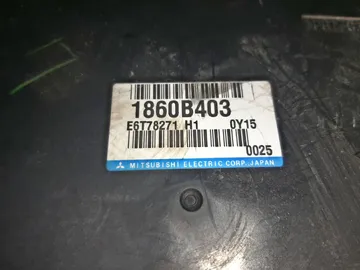 1860B403
E6T78271 H1 0Y15
0025
MITSUBISHI ELECTRIC CORP. JAPAN